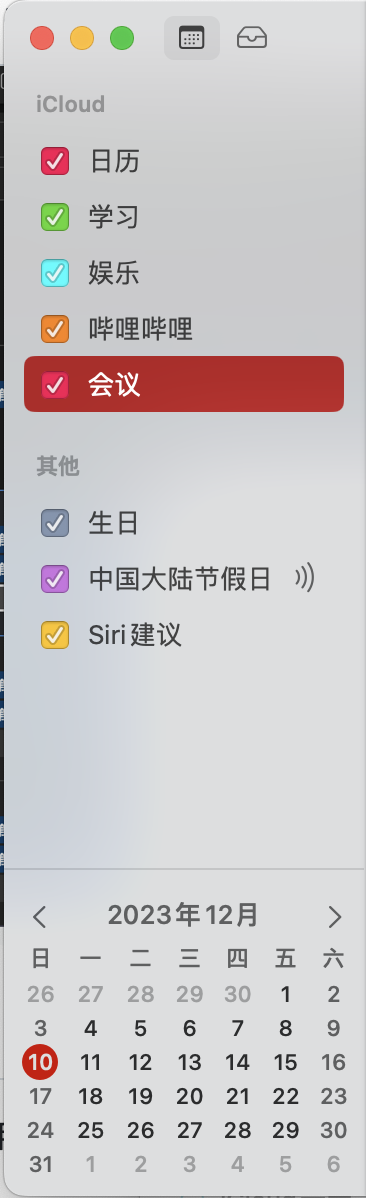 iCloud
日历
学习
娱乐
哔哩哔哩
会议
其他
生日
中国大陆节假日
Siri建议
2023年12月
日 一 二 三 四 五 六
26 27 28 29 30 1 2
3 4 5 6 7 8 9
10 11 12 13 14 15 16
17 18 19 20 21 22 23
24 25 26 27 28 29 30
31 1 2 3 4 5 6